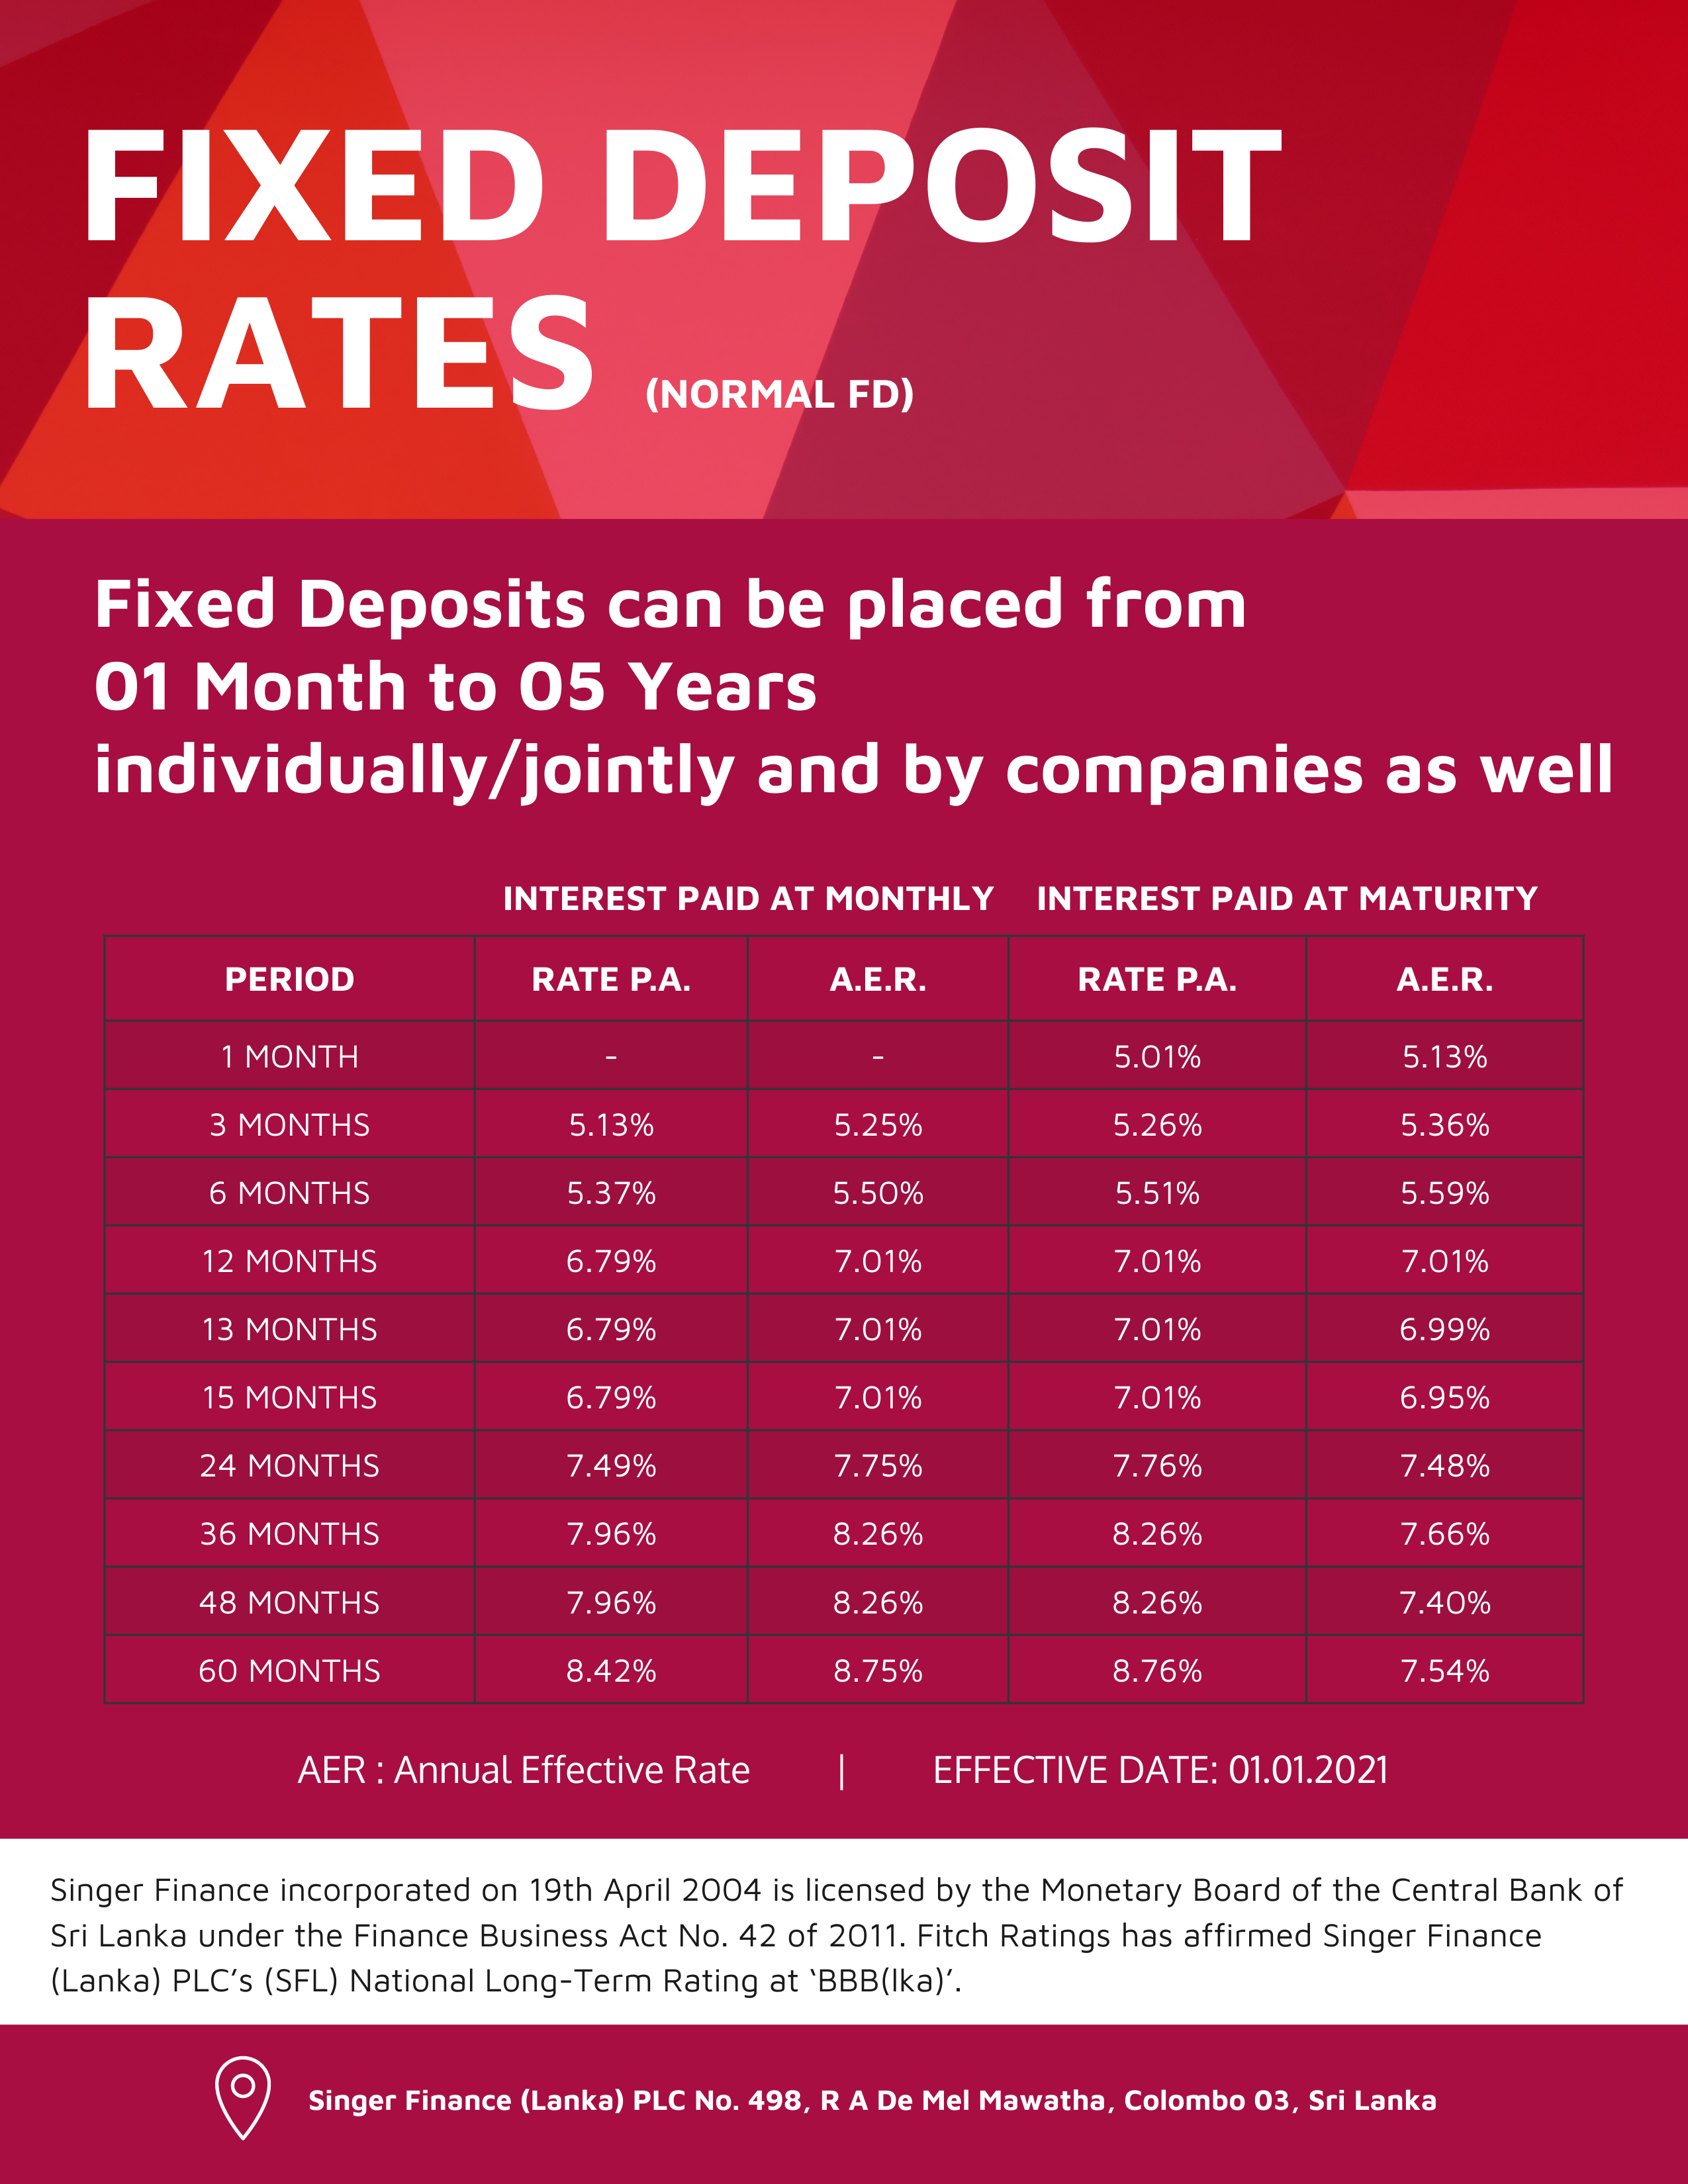 FIXED DEPOSIT
RATES (NORMAL FD)
Fixed Deposits can be placed from
01 Month to 05 Years
individually/jointly and by companies as well
INTEREST PAID AT MONTHLY INTEREST PAID AT MATURITY
PERIOD RATE P.A. A.E.R. RATE P.A. A.E.R.
1 MONTH - - 5.01% 5.13%
3 MONTHS 5.13% 5.25% 5.26% 5.36%
6 MONTHS 5.37% 5.50% 5.51% 5.59%
12 MONTHS 6.79% 7.01% 7.01% 7.01%
13 MONTHS 6.79% 7.01% 7.01% 6.99%
15 MONTHS 6.79% 7.01% 7.01% 6.95%
24 MONTHS 7.49% 7.75% 7.76% 7.48%
36 MONTHS 7.96% 8.26% 8.26% 7.66%
48 MONTHS 7.96% 8.26% 8.26% 7.40%
60 MONTHS 8.42% 8.75% 8.76% 7.54%
AER : Annual Effective Rate | EFFECTIVE DATE: 01.01.2021
Singer Finance incorporated on 19th April 2004 is licensed by the Monetary Board of the Central Bank of
Sri Lanka under the Finance Business Act No. 42 of 2011. Fitch Ratings has affirmed Singer Finance
(Lanka) PLC’s (SFL) National Long-Term Rating at ‘BBB(lka)’.
Singer Finance (Lanka) PLC No. 498, R A De Mel Mawatha, Colombo 03, Sri Lanka